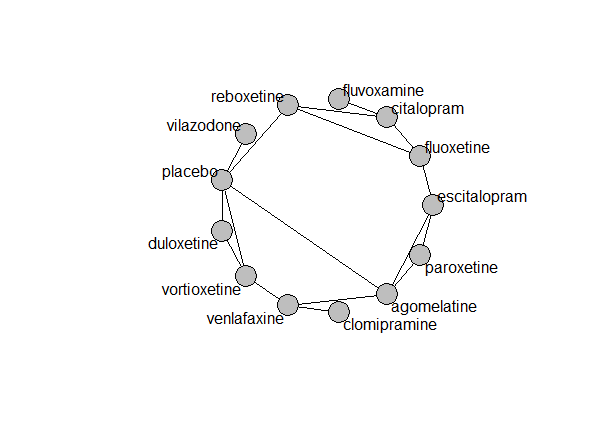 fluvoxamine
reboxetine
citalopram
vilazodone
fluoxetine
placebo
escitalopram
duloxetine
paroxetine
vortioxetine
agomelatine
venlafaxine
clomipramine